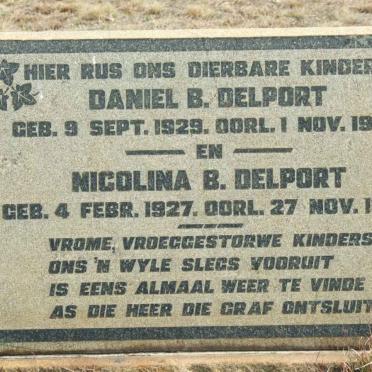 HIER RUS ONS DIERBARE KINDER
DANIEL B. DELPORT
GEB. 9 SEPT. 1929. OORL. 1 NOV. 19
EN
NICOLINA B. DELPORT
GEB. 4 FEBR. 1927. OORL. 27 NOV. 1
VROME, VROEGGESTORWE KINDERS
ONS 'N WYLE SLEGS VOORUIT
IS EENS ALMAAL WEER TE VINDE
AS DIE HEER DIE GRAF ONTSLUIT